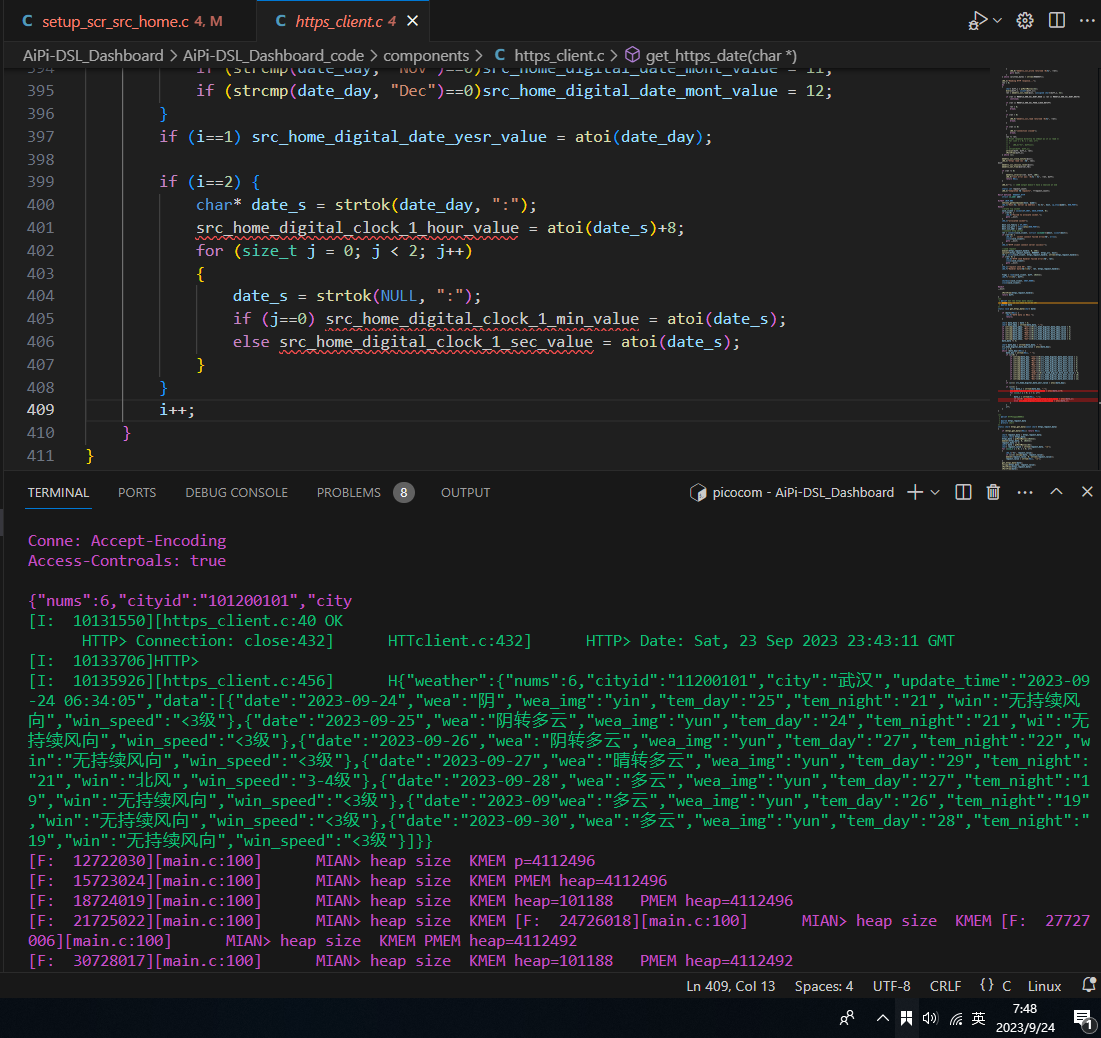 C setup_scr_src_home.c 4, M
C https_client.c 4
AiPi-DSL_Dashboard > AiPi-DSL_Dashboard_code > components > C https_client.c > get_https_date(char *)
394 if (strcmp(date_day, "Nov")==0)src_home_digital_date_mont_value = 11;
395 if (strcmp(date_day, "Dec")==0)src_home_digital_date_mont_value = 12;
396 }
397 if (i==1) src_home_digital_date_yesr_value = atoi(date_day);
398
399 if (i==2) {
400 char* date_s = strtok(date_day, ":");
401 src_home_digital_clock_1_hour_value = atoi(date_s)+8;
402 for (size_t j = 0; j < 2; j++)
403 {
404 date_s = strtok(NULL, ":");
405 if (j==0) src_home_digital_clock_1_min_value = atoi(date_s);
406 else src_home_digital_clock_1_sec_value = atoi(date_s);
407 }
408 }
409 i++;
410 }
411 }
TERMINAL PORTS DEBUG CONSOLE PROBLEMS 8 OUTPUT
picocom - AiPi-DSL_Dashboard
Conne: Accept-Encoding
Access-Controals: true
{"nums":6,"cityid":"101200101","city
[I: 10131550][https_client.c:40 OK
HTTP> Connection: close:432] HTTclient.c:432] HTTP> Date: Sat, 23 Sep 2023 23:43:11 GMT
[I: 10133706]HTTP>
[I: 10135926][https_client.c:456] H{"weather":{"nums":6,"cityid":"11200101","city":"武汉","update_time":"2023-09
-24 06:34:05","data":[{"date":"2023-09-24","wea":"阴","wea_img":"yin","tem_day":"25","tem_night":"21","win":"无持续风
向","win_speed":"<3级"},{"date":"2023-09-25","wea":"阴转多云","wea_img":"yun","tem_day":"24","tem_night":"21","wi":"无
持续风向","win_speed":"<3级"},{"date":"2023-09-26","wea":"阴转多云","wea_img":"yun","tem_day":"27","tem_night":"22","w
in":"无持续风向","win_speed":"<3级"},{"date":"2023-09-27","wea":"晴转多云","wea_img":"yun","tem_day":"29","tem_night":
"21","win":"北风","win_speed":"3-4级"},{"date":"2023-09-28","wea":"多云","wea_img":"yun","tem_day":"27","tem_night":"1
9","win":"无持续风向","win_speed":"<3级"},{"date":"2023-09"wea":"多云","wea_img":"yun","tem_day":"26","tem_night":"19"
,"win":"无持续风向","win_speed":"<3级"},{"date":"2023-09-30","wea":"多云","wea_img":"yun","tem_day":"28","tem_night":"
19","win":"无持续风向","win_speed":"<3级"}]}}
[F: 12722030][main.c:100] MIAN> heap size KMEM p=4112496
[F: 15723024][main.c:100] MIAN> heap size KMEM PMEM heap=4112496
[F: 18724019][main.c:100] MIAN> heap size KMEM heap=101188 PMEM heap=4112496
[F: 21725022][main.c:100] MIAN> heap size KMEM [F: 24726018][main.c:100] MIAN> heap size KMEM [F: 27727
006][main.c:100] MIAN> heap size KMEM PMEM heap=4112492
[F: 30728017][main.c:100] MIAN> heap size KMEM heap=101188 PMEM heap=4112492
Ln 409, Col 13 Spaces: 4 UTF-8 CRLF {} C Linux
英 7:48
2023/9/24
1